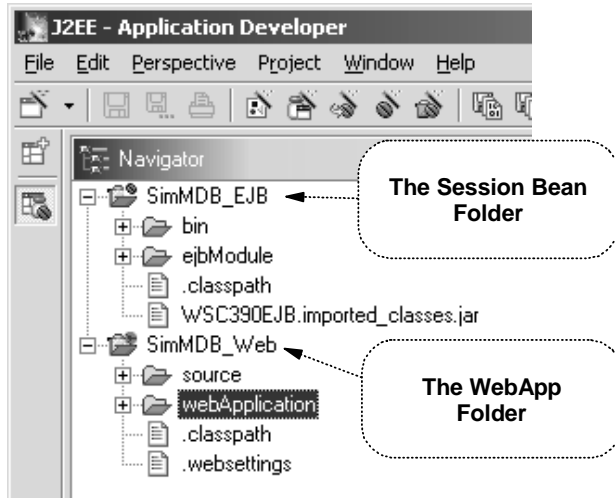 J2EE - Application Developer
File Edit Perspective Project Window Help
Navigator
SimMDB_EJB
The Session Bean
Folder
bin
ejbModule
.classpath
WSC390EJB.imported_classes.jar
SimMDB_Web
The WebApp
Folder
source
webApplication
.classpath
.websettings